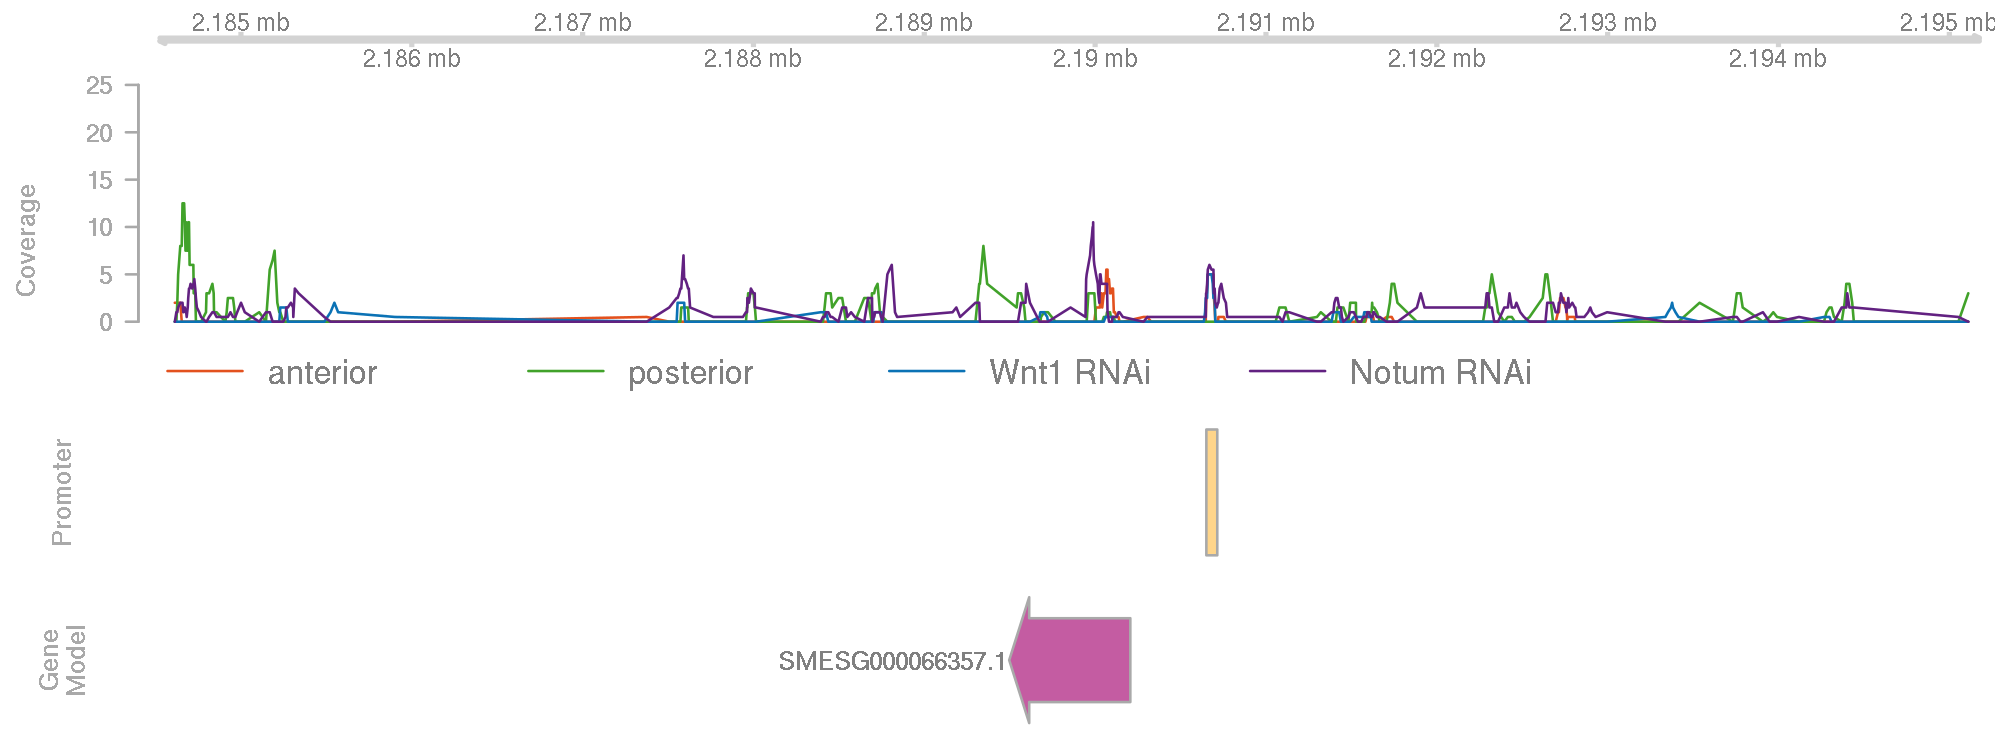 2.185 mb 2.187 mb 2.189 mb 2.191 mb 2.193 mb 2.195 mb
2.186 mb 2.188 mb 2.19 mb 2.192 mb 2.194 mb
25
20
15
10
5
0
Coverage
anterior posterior Wnt1 RNAi Notum RNAi
Promoter
Gene
Model
SMESG000066357.1